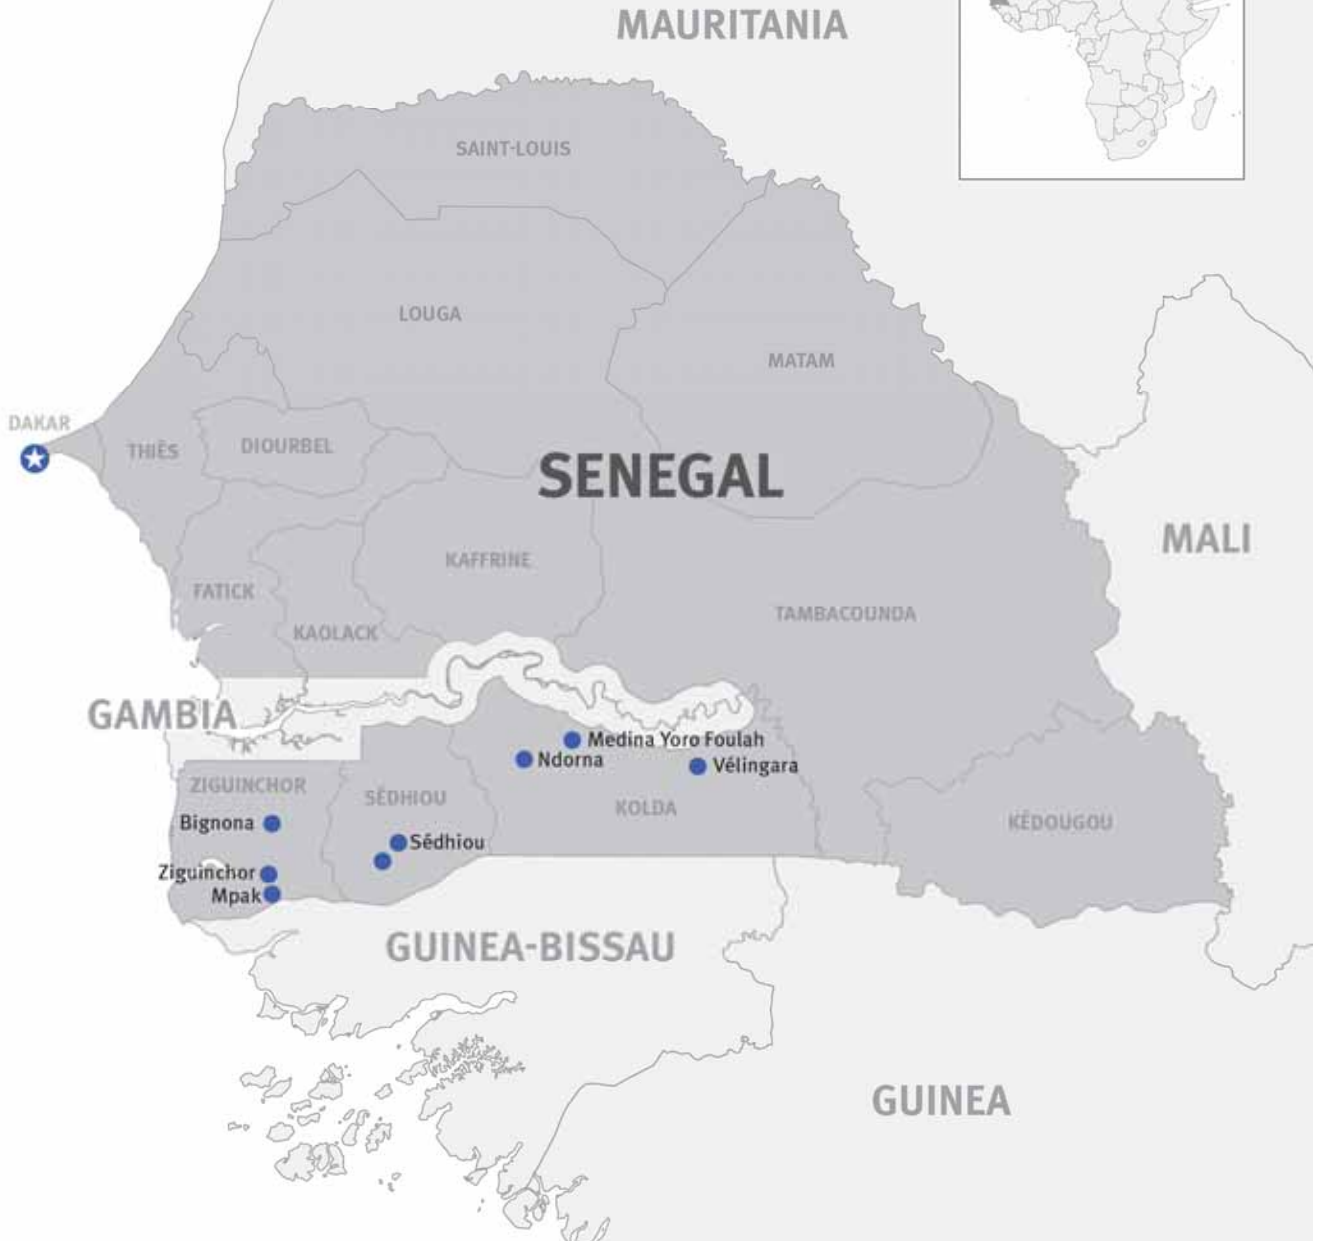 MAURITANIA
SAINT-LOUIS
LOUGA
MATAM
DAKAR
THIÈS
DIOURBEL
SENEGAL
MALI
KAFFRINE
FATICK
TAMBACOUNDA
KAOLACK
GAMBIA
Medina Yoro Foulah
Ndorna
Vélingara
ZIGUINCHOR
SÉDHIOU
KOLDA
Bignona
KÉDOUGOU
Sédhiou
Ziguinchor
Mpak
GUINEA-BISSAU
GUINEA